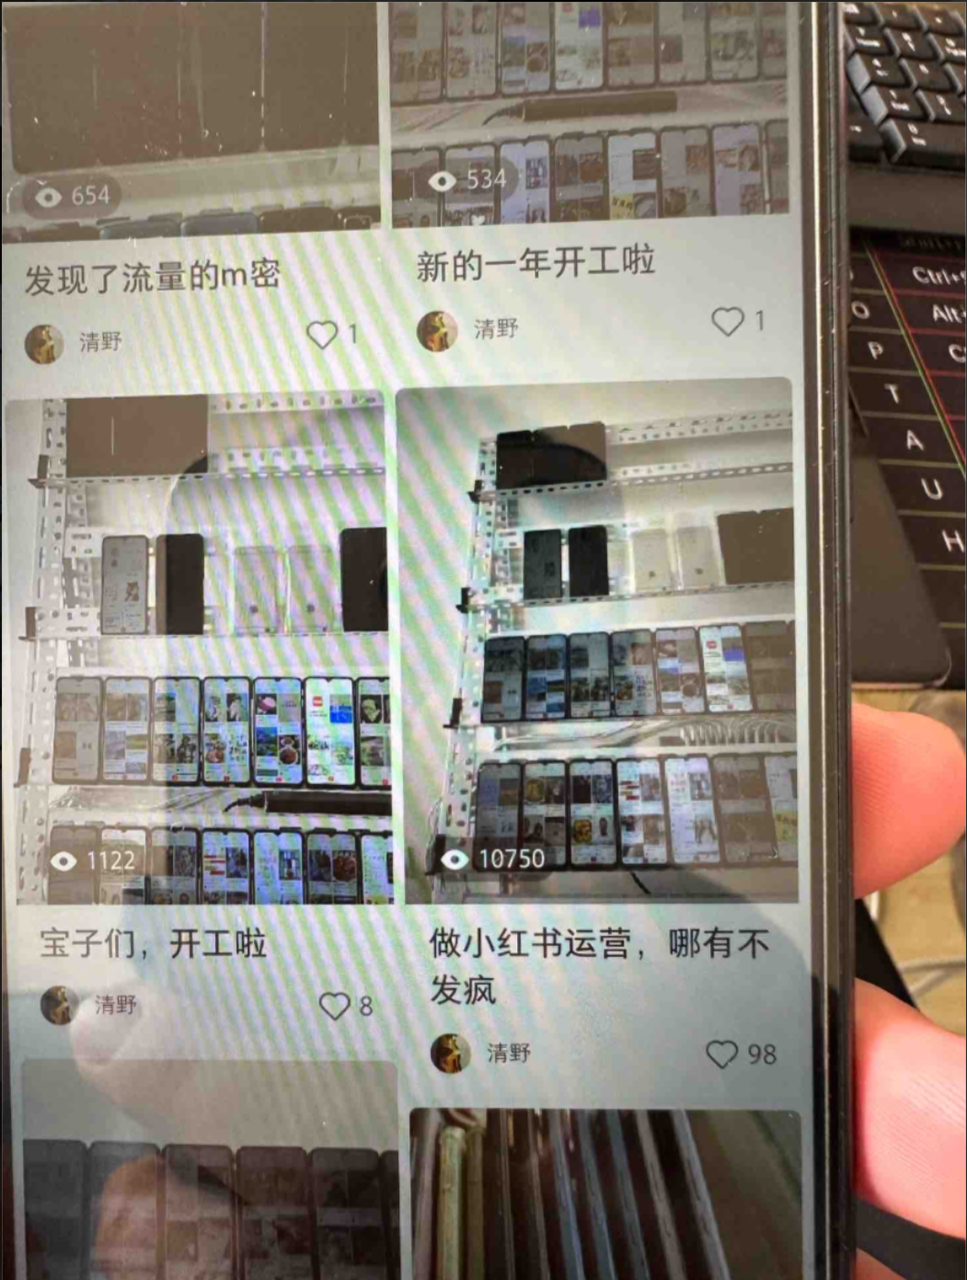 654
534
发现了流量的m密
新的一年开工啦
清野
1
清野
1
1122
10750
宝子们，开工啦
做小红书运营，哪有不
发疯
清野
8
清野
98
Ctrl+
Alt+
O
P
T
A
U
H